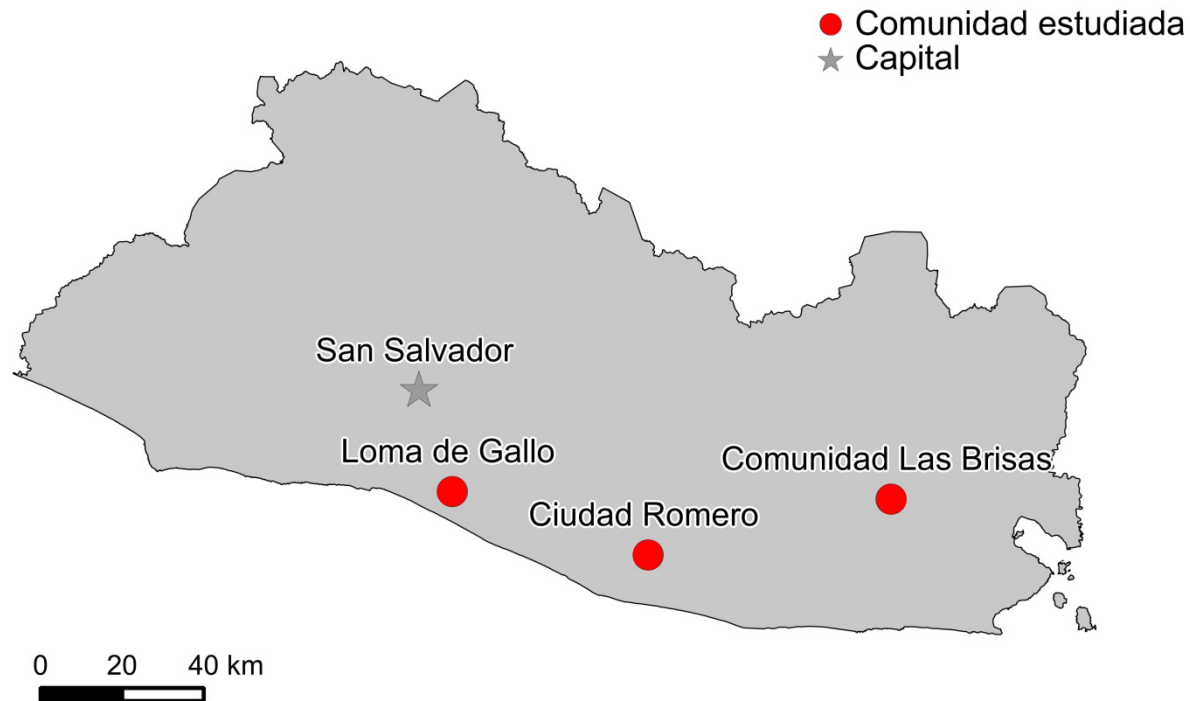 Comunidad estudiada
Capital
San Salvador
Loma de Gallo
Comunidad Las Brisas
Ciudad Romero
0 20 40 km